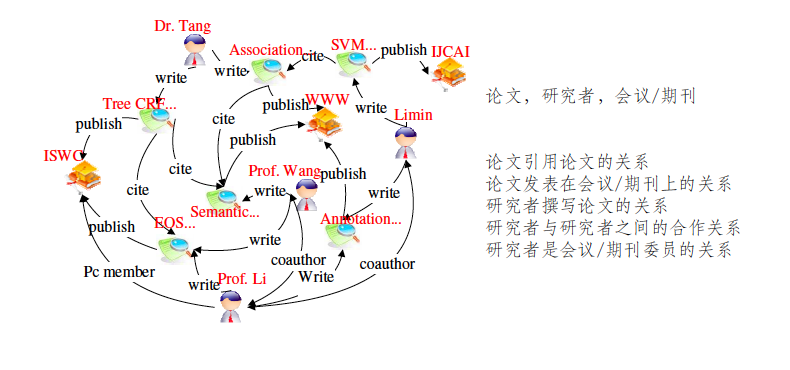 Dr. Tang
Association...
SVM...
IJCAI
cite
publish
write
write
Tree CRF...
publish
WWW
write
Limin
publish
cite
publish
ISWC
cite
cite
Prof. Wang
publish
write
write
Semantic...
Annotation...
EOS...
publish
write
coauthor
coauthor
Pc member
write
Prof. Li
Write
论文，研究者，会议/期刊
论文引用论文的关系
论文发表在会议/期刊上的关系
研究者撰写论文的关系
研究者与研究者之间的合作关系
研究者是会议/期刊委员的关系